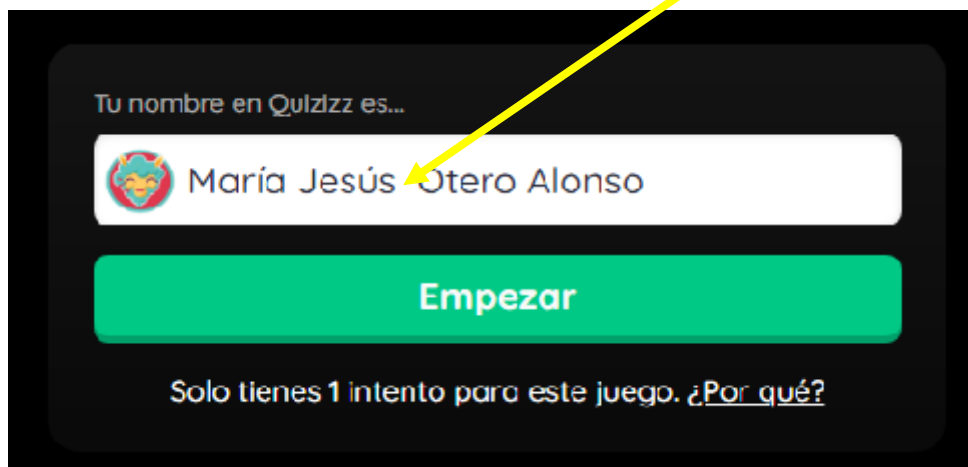 Tu nombre en Quizizz es...
María Jesús Otero Alonso
Empezar
Solo tienes 1 intento para este juego. ¿Por qué?